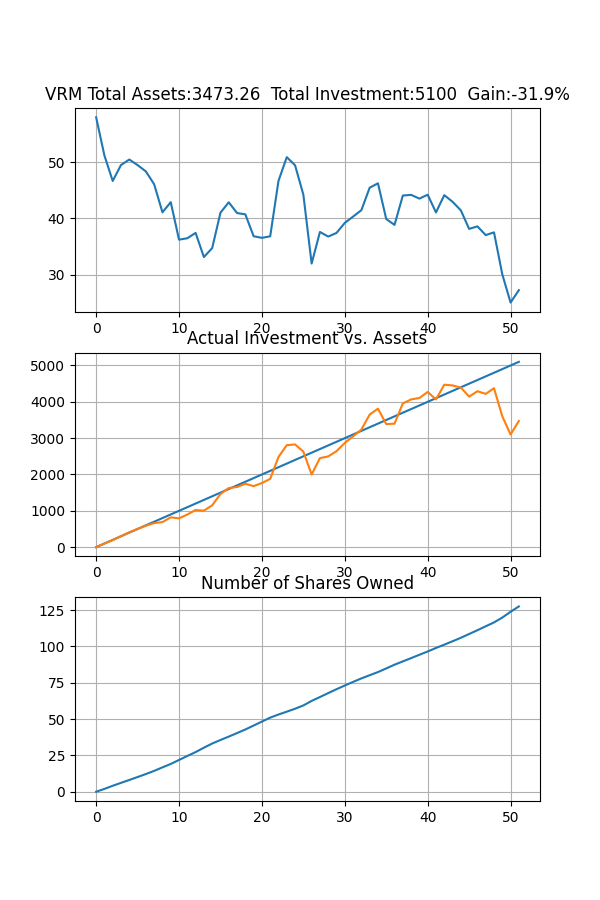 VRM Total Assets:3473.26  Total Investment:5100  Gain:-31.9%
50
40
30
0 10 20 30 40 50
Actual Investment vs. Assets
5000
4000
3000
2000
1000
0
0 10 20 30 40 50
Number of Shares Owned
125
100
75
50
25
0
0 10 20 30 40 50